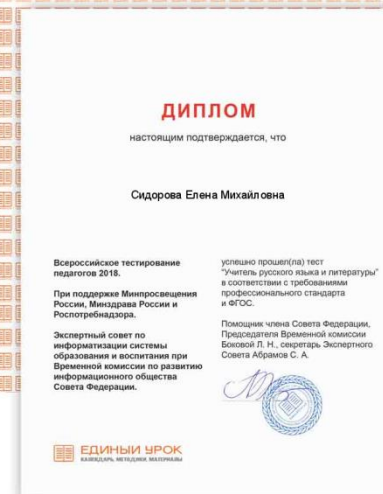 ДИПЛОМ
настоящим подтверждается, что
Сидорова Елена Михайловна
Всероссийское тестирование
педагогов 2018.
При поддержке Минпросвещения
России, Минздрава России и
Роспотребнадзора.
Экспертный совет по
информатизации системы
образования и воспитания при
Временной комиссии по развитию
информационного общества
Совета Федерации.
успешно прошел(ла) тест
"Учитель русского языка и литературы"
в соответствии с требованиями
профессионального стандарта
и ФГОС.
Помощник члена Совета Федерации,
Председателя Временной комиссии
Боковой Л. Н., секретарь Экспертного
Совета Абрамов С. А.
ЕДИНЫЙ УРОК
КАЛЕНДАРЬ, МЕТОДИКИ, МАТЕРИАЛЫ